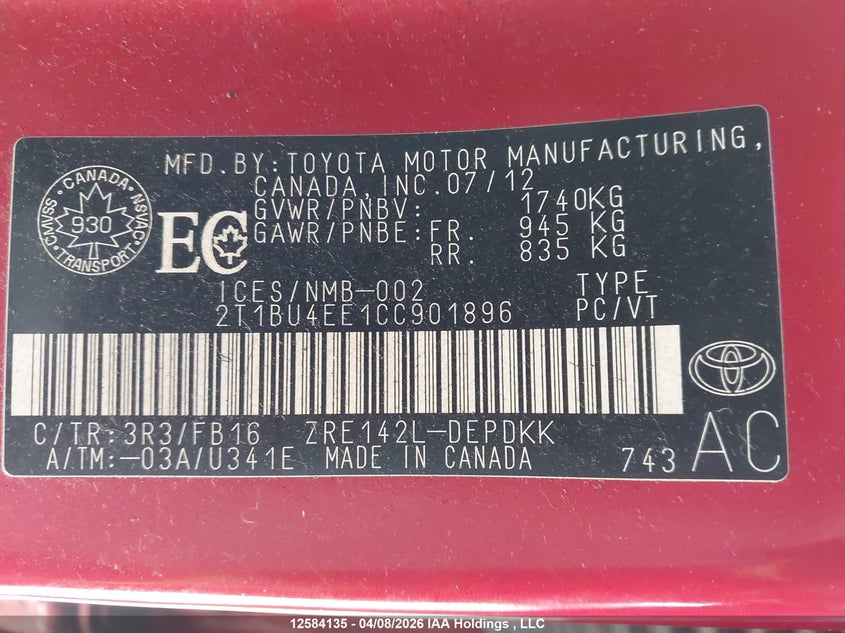 MFD.BY:TOYOTA MOTOR MANUFACTURING,
CANADA,INC.07/12
GVWR/PNBV: 1740KG
GAWR/PNBE:FR. 945 KG
RR. 835 KG
CANADA
CMVSS 930 NSVAC
TRANSPORT
EC
ICES/NMB-002 TYPE
2T1BU4EE1CC901896 PC/VT
C/TR:3R3/FB16 ZRE142L-DEPDKK
A/TM:-03A/U341E MADE IN CANADA 743 AC
12584135 - 04/08/2026 IAA Holdings , LLC